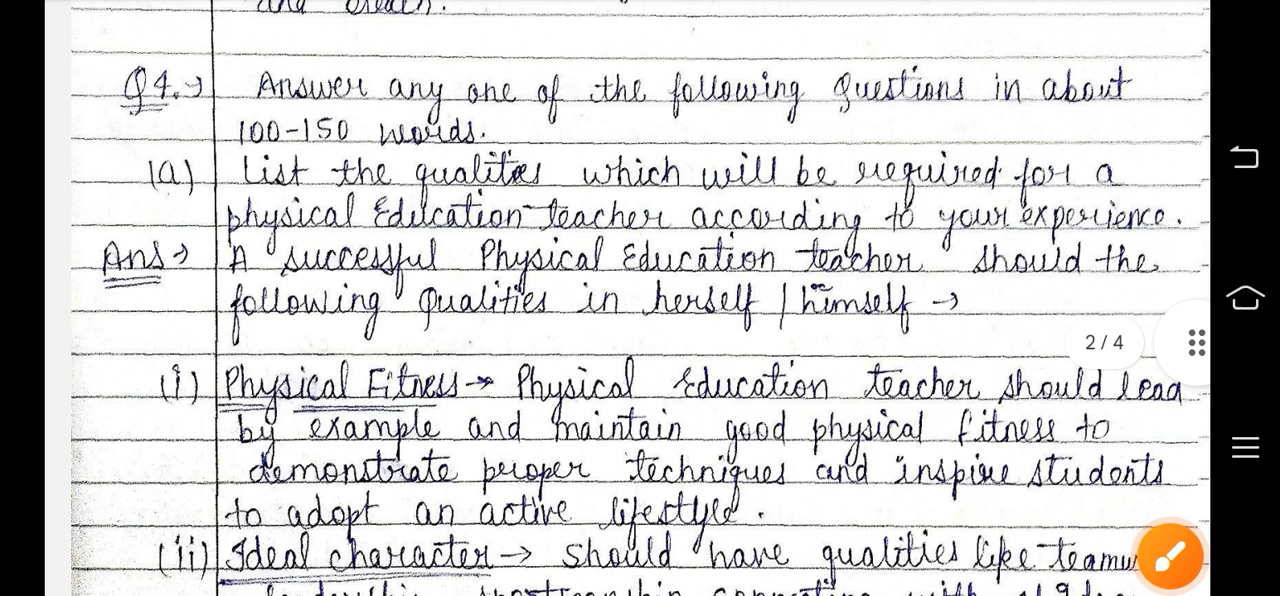 and breath.
Q4.→ Answer any one of the following Questions in about
100-150 words.
(a) List the qualities which will be required for a
physical Education teacher according to your experience.
Ans→ A successful Physical Education teacher should the
following Qualities in herself / himself →
2/4
(i) Physical Fitness → Physical Education teacher should lead
by example and maintain good physical fitness to
demonstrate proper techniques and inspire students
to adopt an active lifestyle.
(ii) Ideal character → should have qualities like